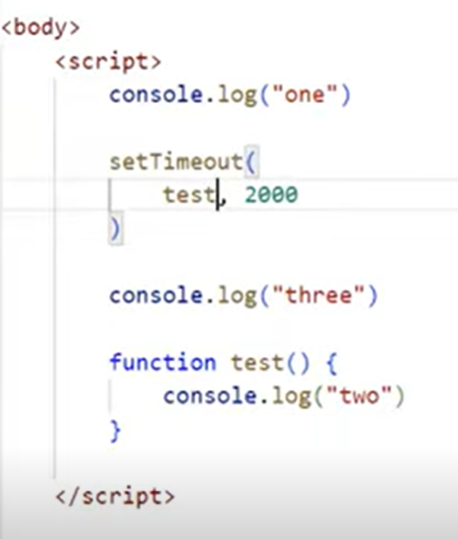 <body>
<script>
console.log("one")
setTimeout(
test, 2000
)
console.log("three")
function test() {
console.log("two")
}
</script>